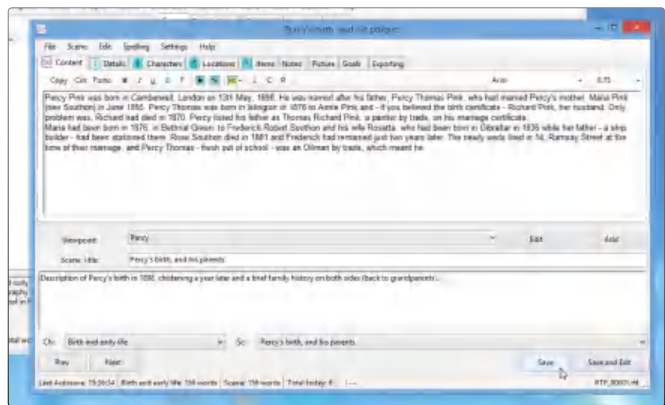 Percy's birth, and his parents
File Scene Edit Spelling Settings Help
Content Details Characters Locations Items Notes Picture Goals Exporting
Copy Cut Paste
Percy Pink was born in Camberwell, London on 13th May, 1898. He was named after his father, Percy Thomas Pink, who had married Percy's mother, Maria Pink
(nee Southon) in June 1895. Percy Thomas was born in Islington in 1876 to Annie Pink and - if you believed the birth certificate - Richard Pink, her husband. Only
problem was, Richard had died in 1870. Percy listed his father as Thomas Richard Pink, a painter by trade, on his marriage certificate.
Maria had been born in 1876, in Bethnal Green, to Frederick Robert Southon and his wife Rosetta, who had been born in Gibraltar in 1836 while her father - a ship
builder - had been stationed there. Rose Southon died in 1881 and Frederick had remained just two years later. The newly weds lived in 14, Ramsay Street at the
time of their marriage, and Percy Thomas - fresh out of school - was an Oilman by trade, which meant he
Viewpoint: Percy Edit Add
Scene Title: Percy's birth, and his parents
Description of Percy's birth in 1898, christening a year later and a brief family history on both sides (back to grandparents).
Ch: Birth and early life Sc: Percy's birth, and his parents
Prev Next Save Save and Exit
Birth and early life: 159 words Scene: 159 words Total today: 6